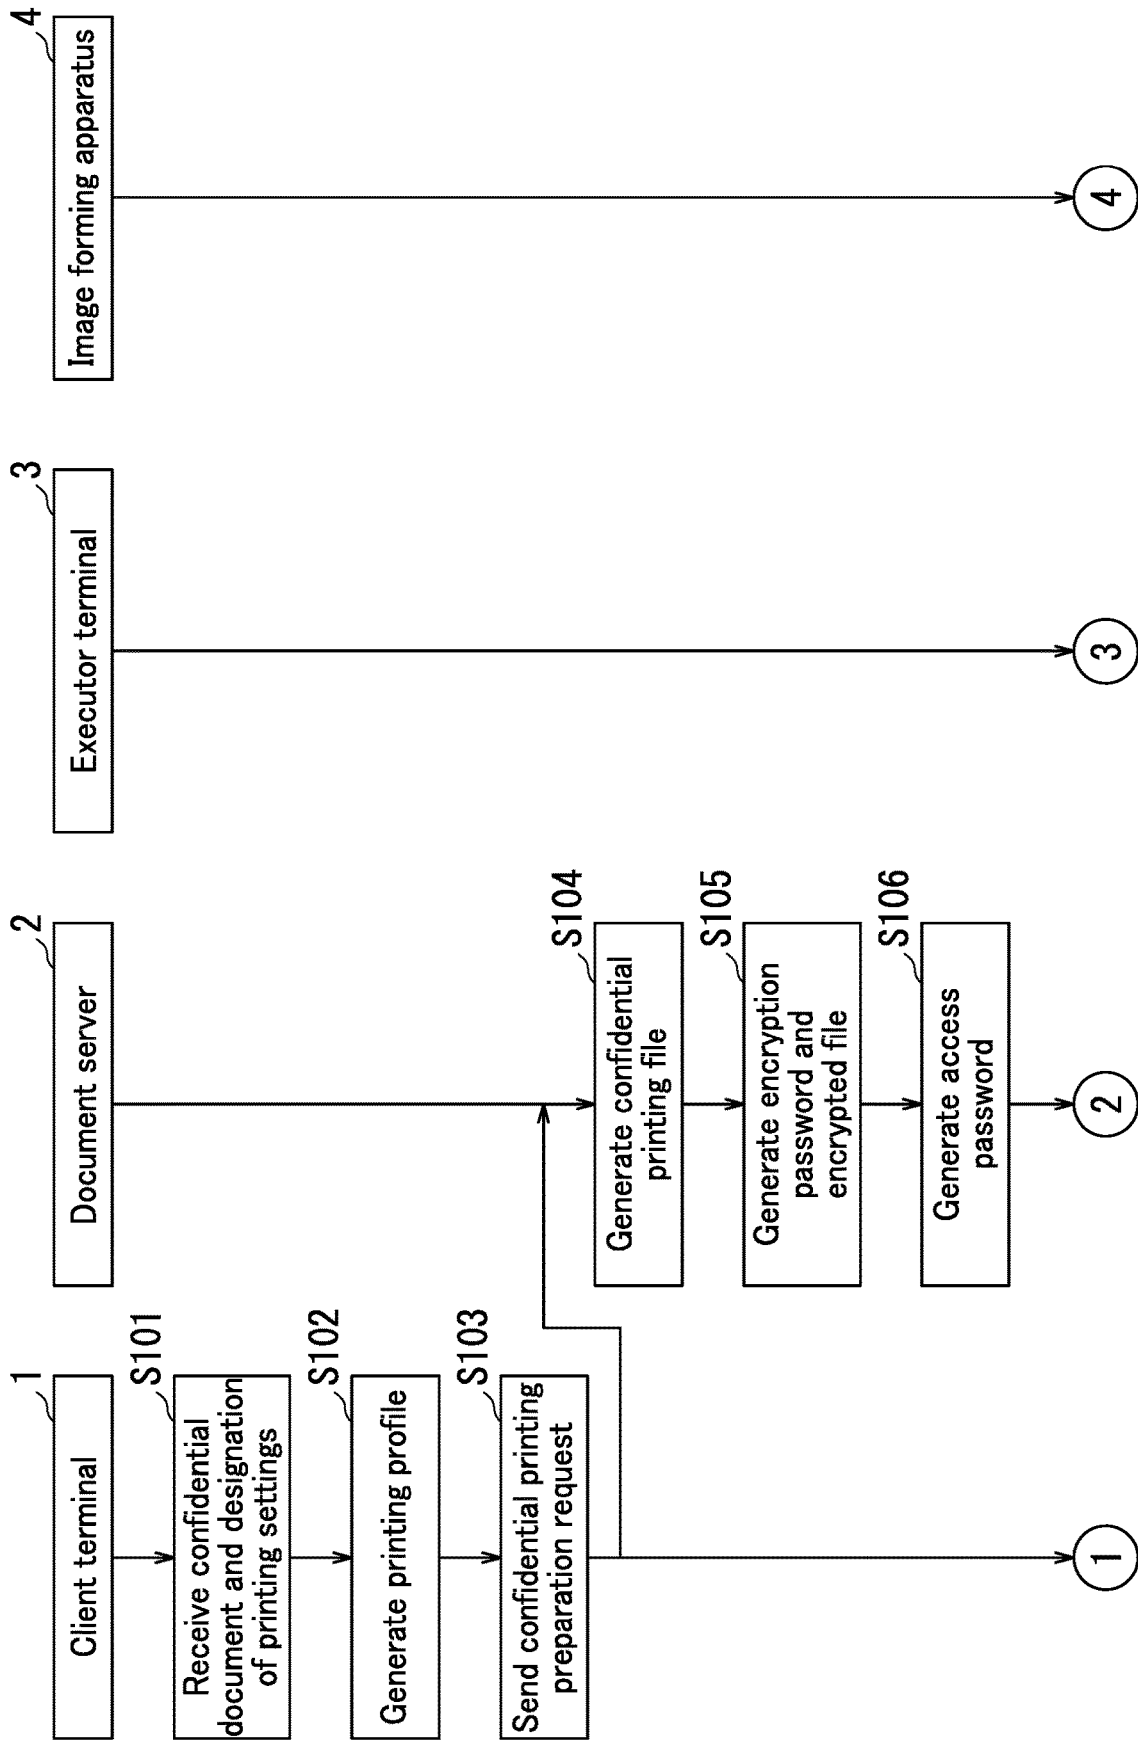 1
Client terminal
2
Document server
3
Executor terminal
4
Image forming apparatus
S101
Receive confidential
document and designation
of printing settings
S102
Generate printing profile
S103
Send confidential printing
preparation request
S104
Generate confidential
printing file
S105
Generate encryption
password and
encrypted file
S106
Generate access
password
1
2
3
4